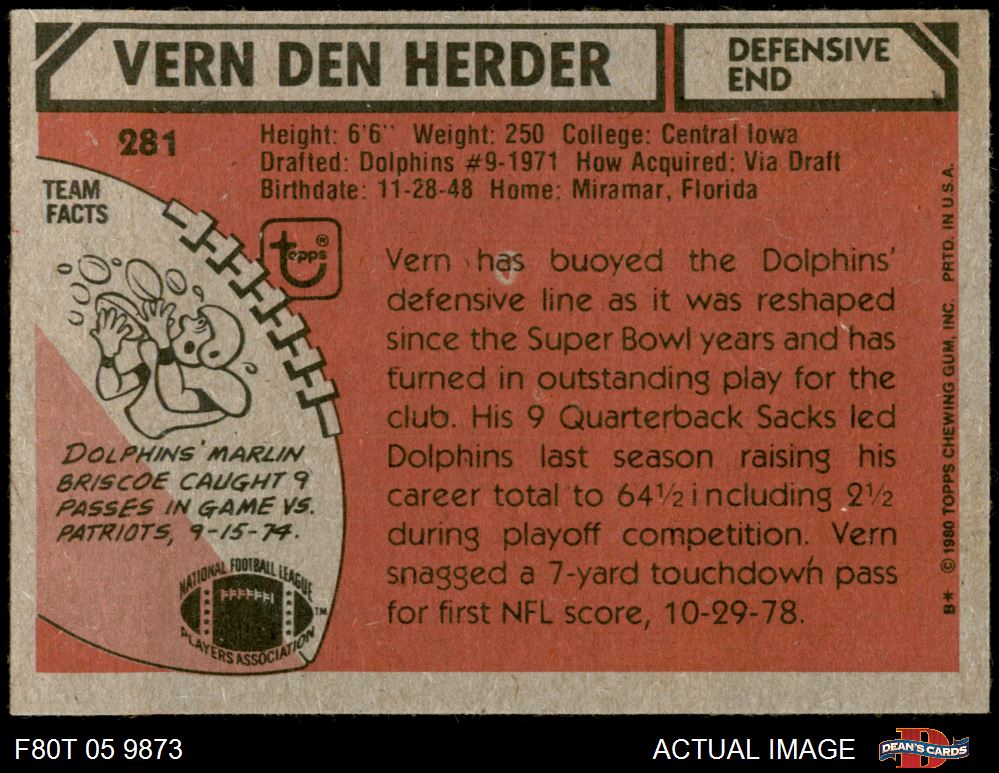 VERN DEN HERDER
DEFENSIVE
END
281
Height: 6'6" Weight: 250 College: Central Iowa
Drafted: Dolphins #9-1971 How Acquired: Via Draft
Birthdate: 11-28-48 Home: Miramar, Florida
TEAM
FACTS
topps®
Vern has buoyed the Dolphins'
defensive line as it was reshaped
since the Super Bowl years and has
turned in outstanding play for the
club. His 9 Quarterback Sacks led
Dolphins last season raising his
career total to 64½ including 2½
during playoff competition. Vern
snagged a 7-yard touchdown pass
for first NFL score, 10-29-78.
DOLPHINS' MARLIN
BRISCOE CAUGHT 9
PASSES IN GAME VS.
PATRIOTS, 9-15-74.
NATIONAL FOOTBALL LEAGUE
PLAYERS ASSOCIATION
TM
B* © 1980 TOPPS CHEWING GUM, INC. PRTD. IN U.S.A.
F80T 05 9873
ACTUAL IMAGE
D
DEAN'S CARDS